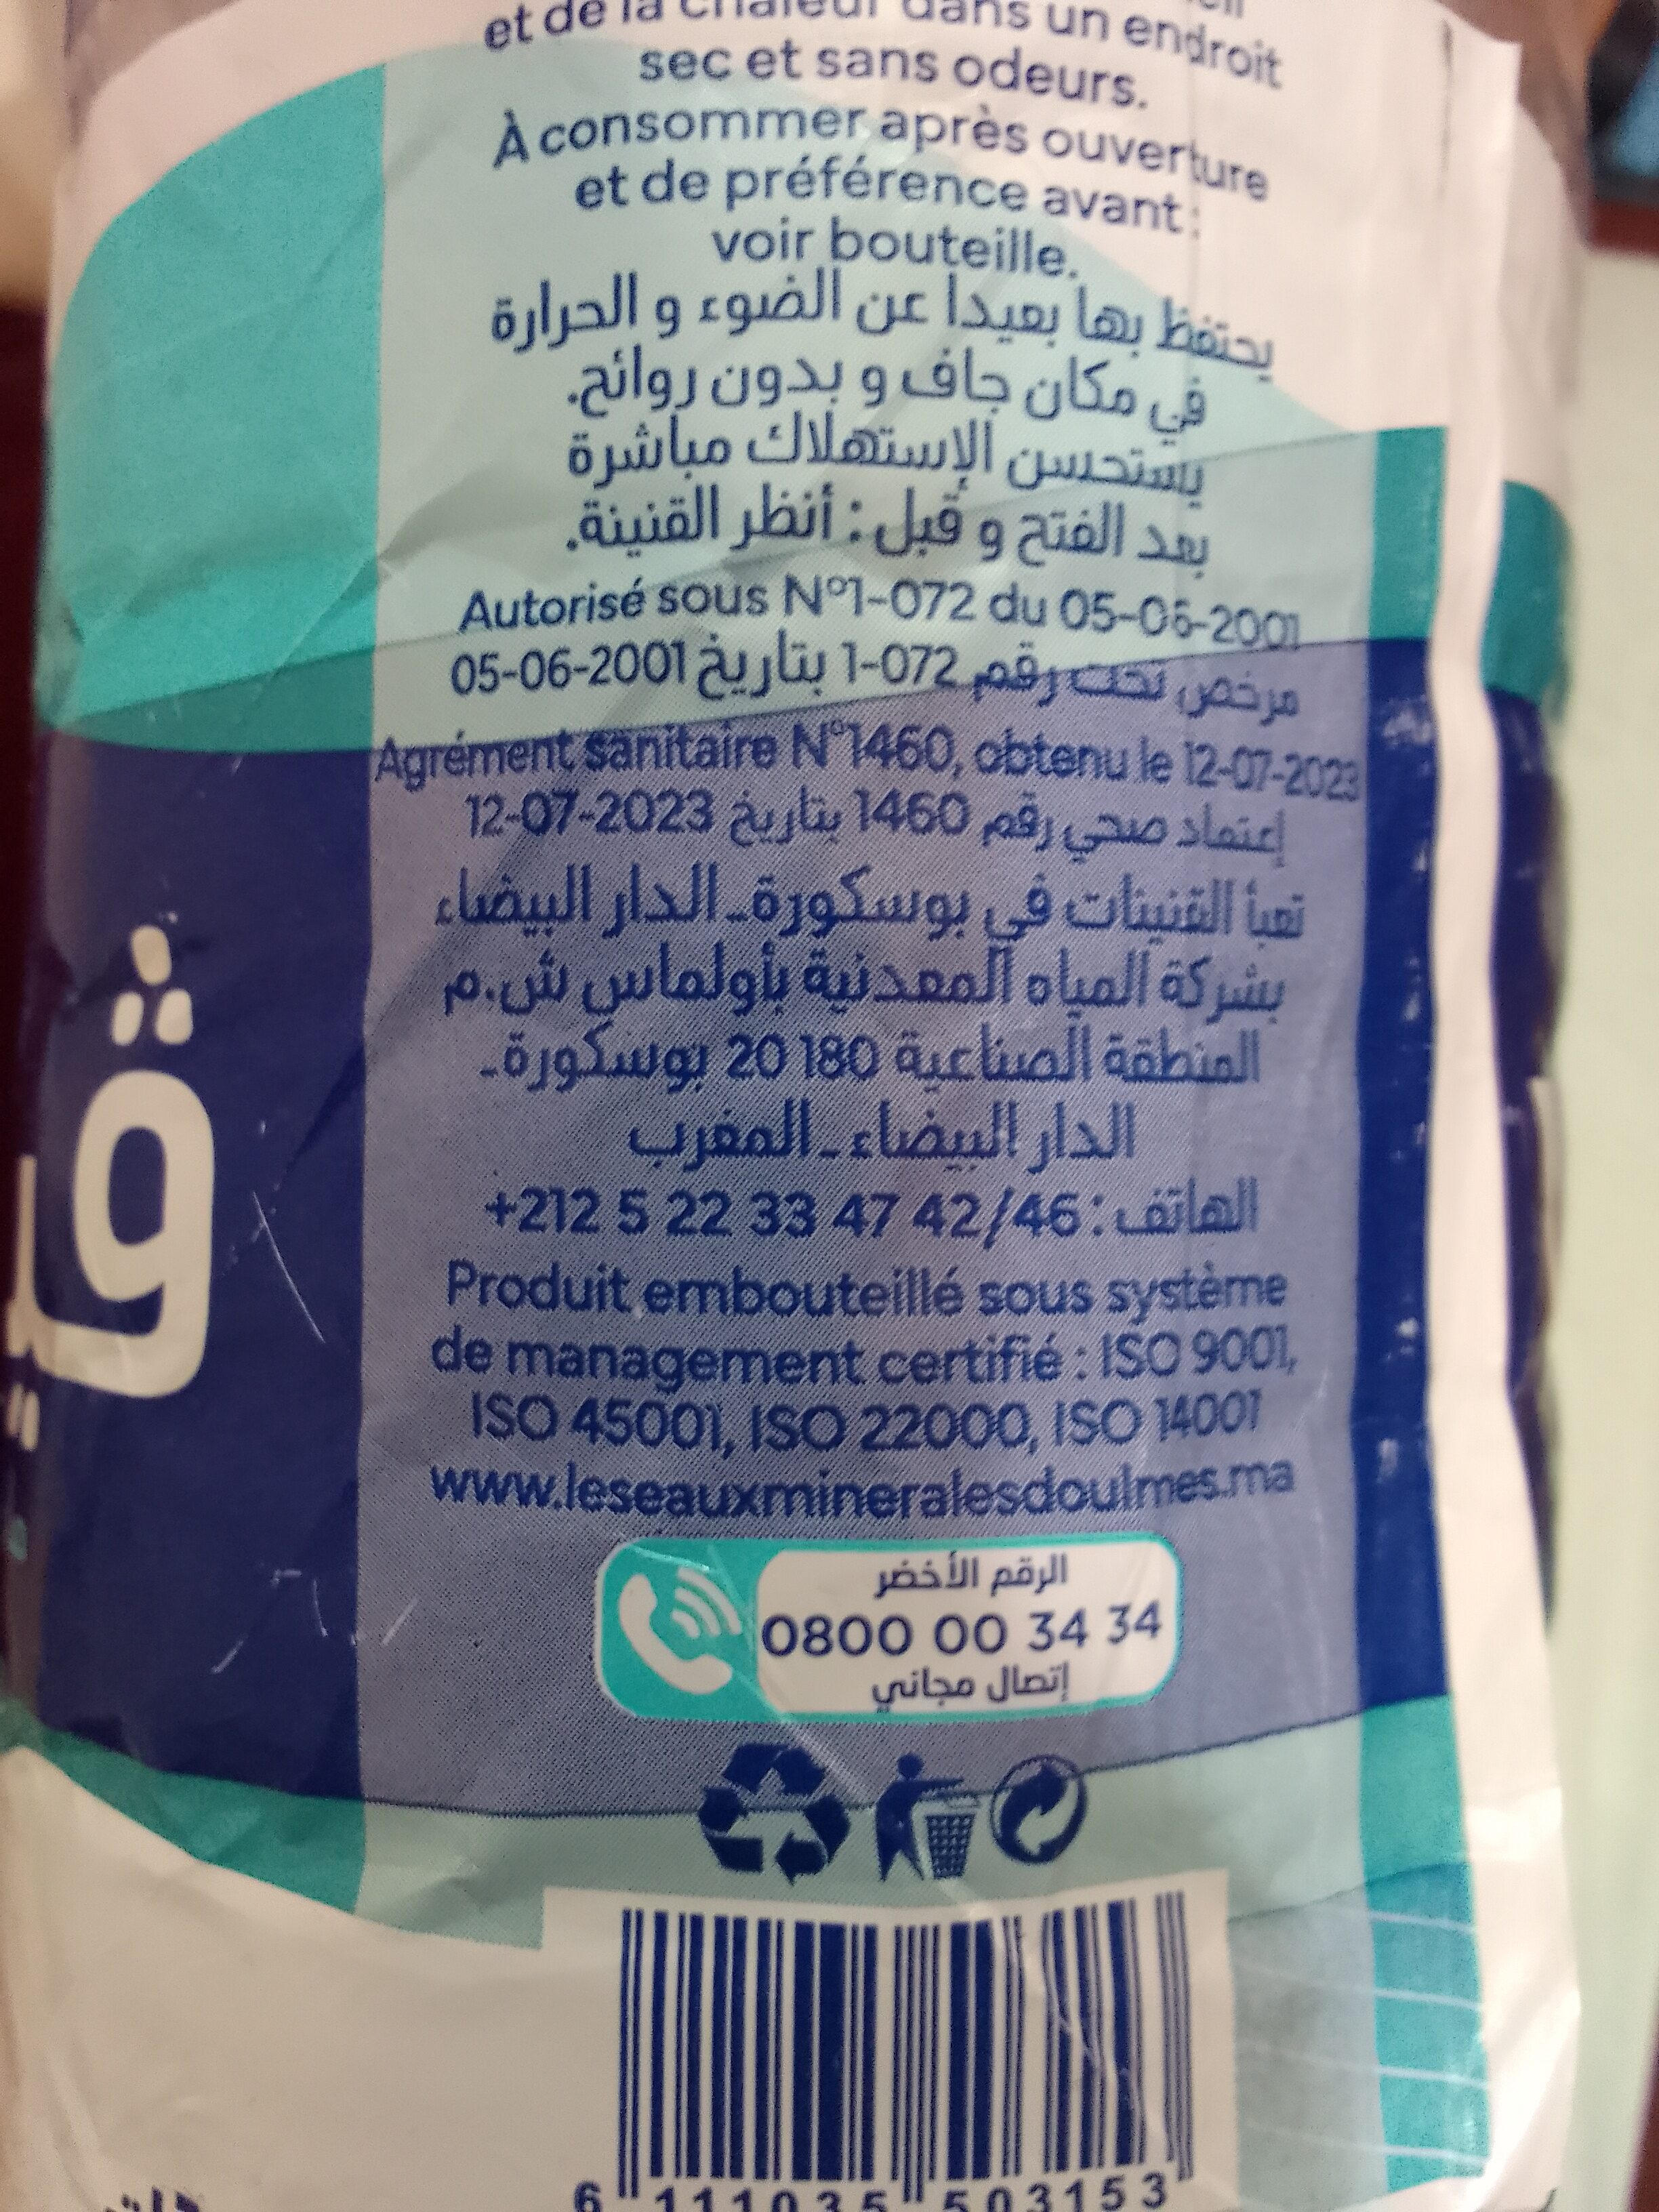 et de la chaleur dans un endroit
sec et sans odeurs.
À consommer après ouverture
et de préférence avant :
voir bouteille.
يحتفظ بها بعيدا عن الضوء و الحرارة
في مكان جاف و بدون روائح.
يستحسن الإستهلاك مباشرة
بعد الفتح و قبل : أنظر القنينة.
Autorisé sous N°1-072 du 05-06-2001
مرخص تحت رقم 072-1 بتاريخ 2001-06-05
Agrément sanitaire N°1460, obtenu le 12-07-2023
إعتماد صحي رقم 1460 بتاريخ 2023-07-12
تعبأ القنينات في بوسكورة - الدار البيضاء
بشركة المياه المعدنية بأولماس ش.م
المنطقة الصناعية 180 20 بوسكورة -
الدار البيضاء - المغرب
الهاتف : 46/42 47 33 22 5 212+
Produit embouteillé sous système
de management certifié : ISO 9001,
ISO 45001, ISO 22000, ISO 14001
www.leseauxmineralesdoulmes.ma
الرقم الأخضر
0800 00 34 34
إتصال مجاني
6 111035 503153